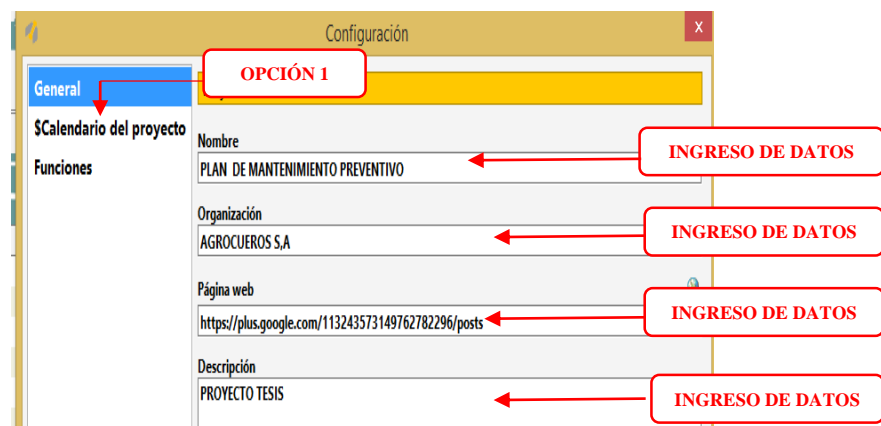 Configuración
x
OPCIÓN 1
General
$Calendario del proyecto
Funciones
Nombre
PLAN DE MANTENIMIENTO PREVENTIVO
INGRESO DE DATOS
Organización
AGROCUEROS S,A
INGRESO DE DATOS
Página web
https://plus.google.com/113243573149762782296/posts
INGRESO DE DATOS
Descripción
PROYECTO TESIS
INGRESO DE DATOS